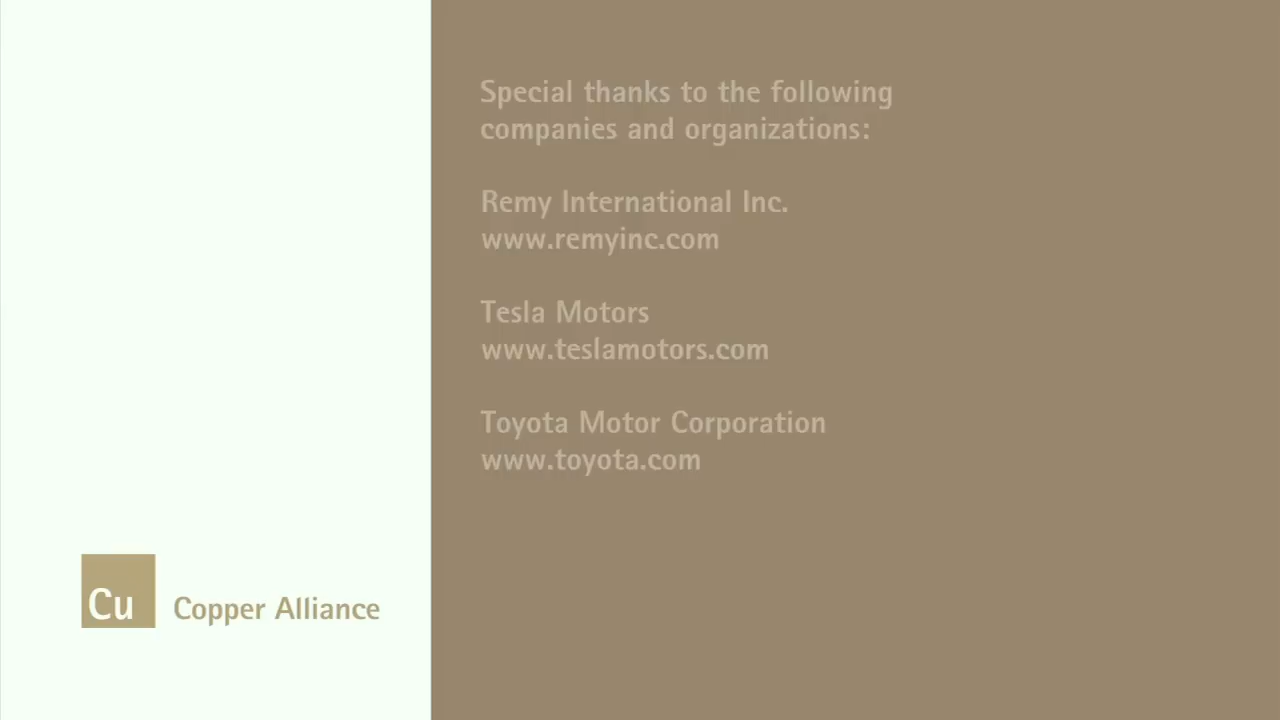 Special thanks to the following
companies and organizations:
Remy International Inc.
www.remyinc.com
Tesla Motors
www.teslamotors.com
Toyota Motor Corporation
www.toyota.com
Cu
Copper Alliance